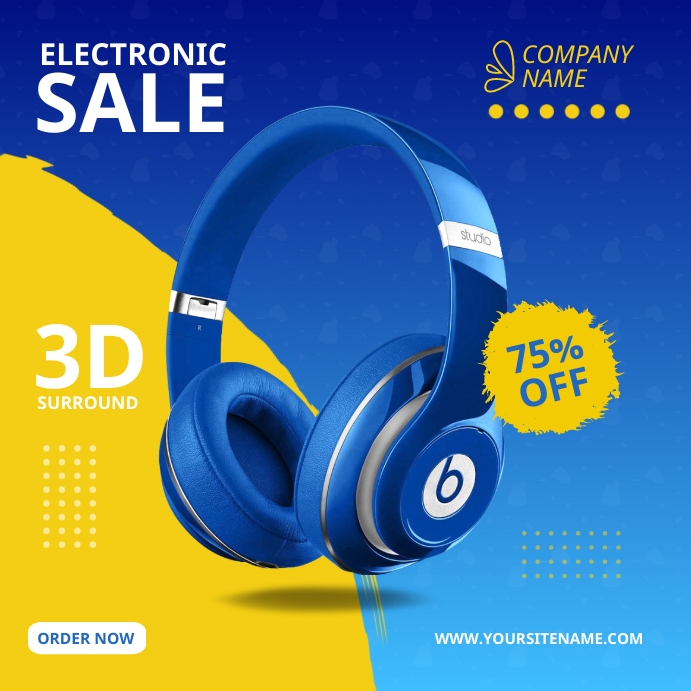 ELECTRONIC
SALE
COMPANY
NAME
studio
R
3D
SURROUND
75%
OFF
b
ORDER NOW
WWW.YOURSITENAME.COM